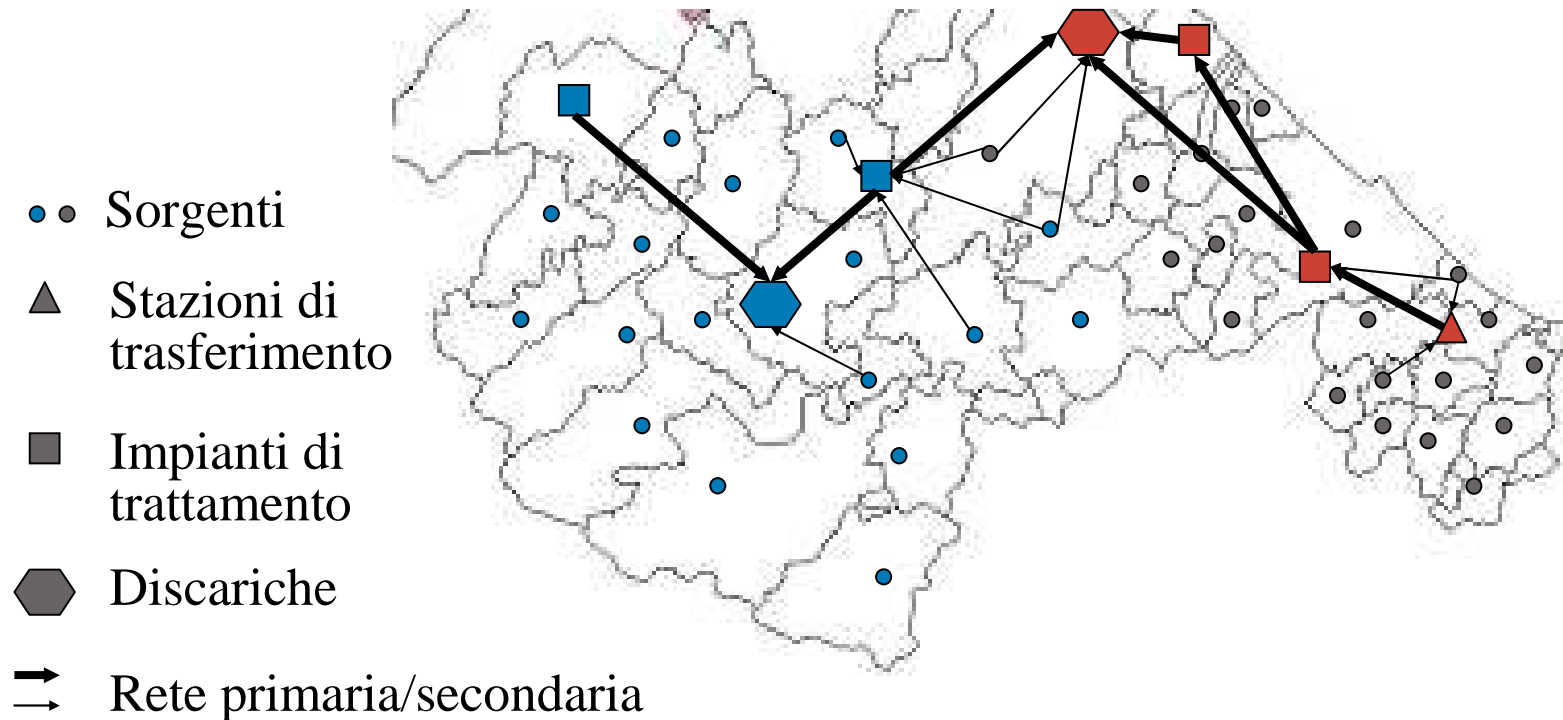 Sorgenti
Stazioni di
trasferimento
Impianti di
trattamento
Discariche
Rete primaria/secondaria